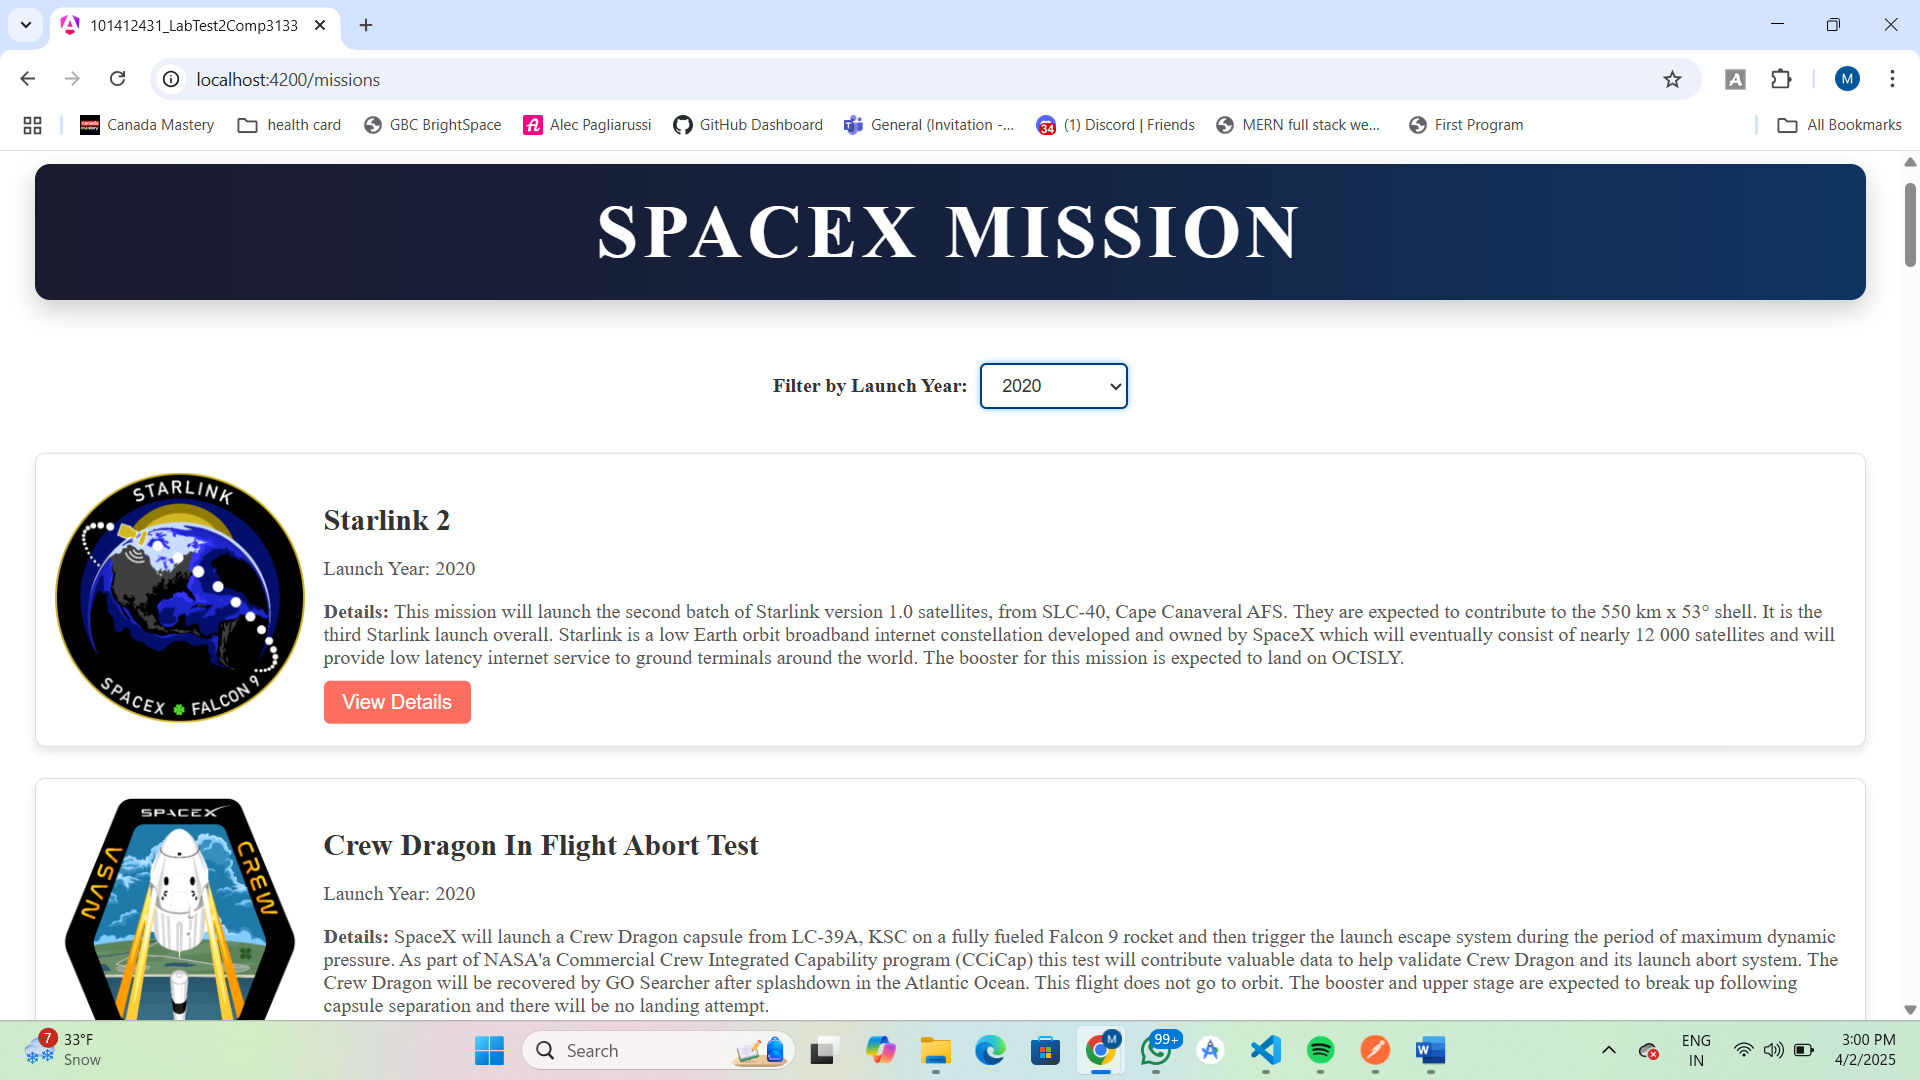 101412431_LabTest2Comp3133
localhost:4200/missions
M
Canada Mastery
health card
GBC BrightSpace
Alec Pagliarussi
GitHub Dashboard
General (Invitation -...
34
(1) Discord | Friends
MERN full stack we...
First Program
All Bookmarks
SPACEX MISSION
Filter by Launch Year:
2020
STARLINK
SPACEX FALCON 9
Starlink 2
Launch Year: 2020
Details: This mission will launch the second batch of Starlink version 1.0 satellites, from SLC-40, Cape Canaveral AFS. They are expected to contribute to the 550 km x 53° shell. It is the
third Starlink launch overall. Starlink is a low Earth orbit broadband internet constellation developed and owned by SpaceX which will eventually consist of nearly 12 000 satellites and will
provide low latency internet service to ground terminals around the world. The booster for this mission is expected to land on OCISLY.
View Details
SPACEX
NASA
CREW
Crew Dragon In Flight Abort Test
Launch Year: 2020
Details: SpaceX will launch a Crew Dragon capsule from LC-39A, KSC on a fully fueled Falcon 9 rocket and then trigger the launch escape system during the period of maximum dynamic
pressure. As part of NASA'a Commercial Crew Integrated Capability program (CCiCap) this test will contribute valuable data to help validate Crew Dragon and its launch abort system. The
Crew Dragon will be recovered by GO Searcher after splashdown in the Atlantic Ocean. This flight does not go to orbit. The booster and upper stage are expected to break up following
capsule separation and there will be no landing attempt.
7
33°F
Snow
Search
M
99+
W
ENG
IN
3:00 PM
4/2/2025